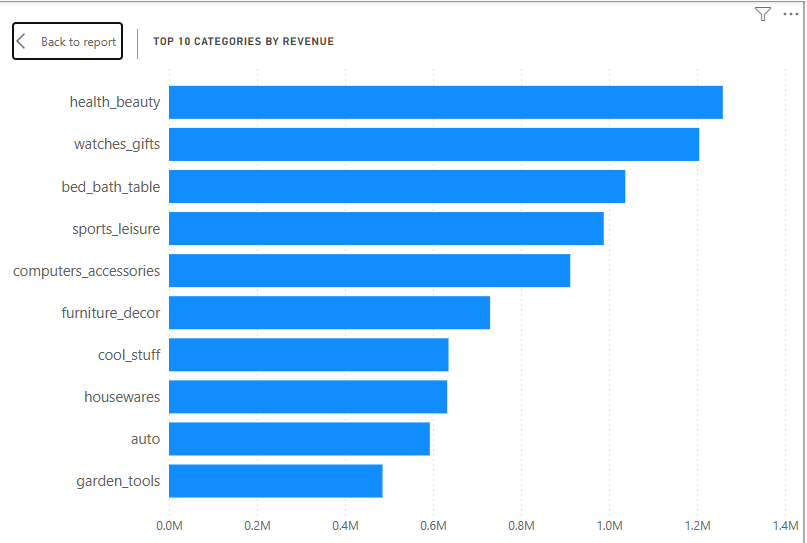 Back to report
TOP 10 CATEGORIES BY REVENUE
health_beauty
watches_gifts
bed_bath_table
sports_leisure
computers_accessories
furniture_decor
cool_stuff
housewares
auto
garden_tools
0.0M 0.2M 0.4M 0.6M 0.8M 1.0M 1.2M 1.4M